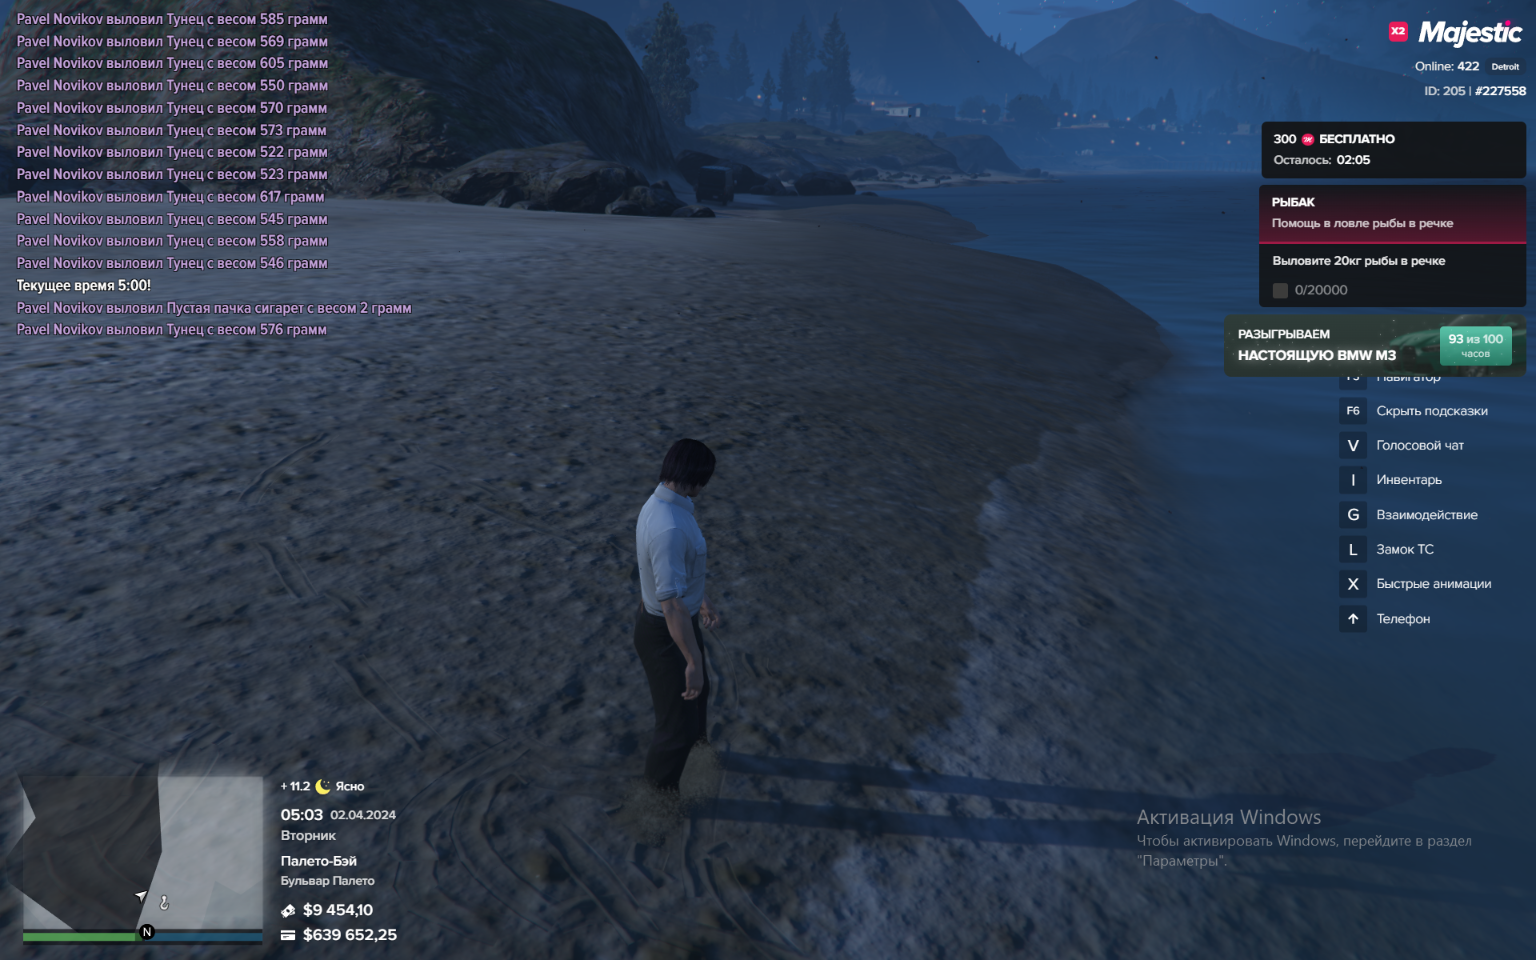 Pavel Novikov выловил Тунец с весом 585 грамм
Pavel Novikov выловил Тунец с весом 569 грамм
Pavel Novikov выловил Тунец с весом 605 грамм
Pavel Novikov выловил Тунец с весом 550 грамм
Pavel Novikov выловил Тунец с весом 570 грамм
Pavel Novikov выловил Тунец с весом 573 грамм
Pavel Novikov выловил Тунец с весом 522 грамм
Pavel Novikov выловил Тунец с весом 523 грамм
Pavel Novikov выловил Тунец с весом 617 грамм
Pavel Novikov выловил Тунец с весом 545 грамм
Pavel Novikov выловил Тунец с весом 558 грамм
Pavel Novikov выловил Тунец с весом 546 грамм
Текущее время 5:00!
Pavel Novikov выловил Пустая пачка сигарет с весом 2 грамм
Pavel Novikov выловил Тунец с весом 576 грамм
X2 Majestic
Online: 422 Detroit
ID: 205 | #227558
300 БЕСПЛАТНО
Осталось: 02:05
РЫБАК
Помощь в ловле рыбы в речке
Выловите 20кг рыбы в речке
0/20000
РАЗЫГРЫВАЕМ
НАСТОЯЩУЮ BMW M3
93 из 100
часов
Навигатор
F6 Скрыть подсказки
V Голосовой чат
I Инвентарь
G Взаимодействие
L Замок ТС
X Быстрые анимации
Телефон
+ 11.2 Ясно
05:03 02.04.2024
Вторник
Палето-Бэй
Бульвар Палето
$9 454,10
$639 652,25
N
Активация Windows
Чтобы активировать Windows, перейдите в раздел
"Параметры".